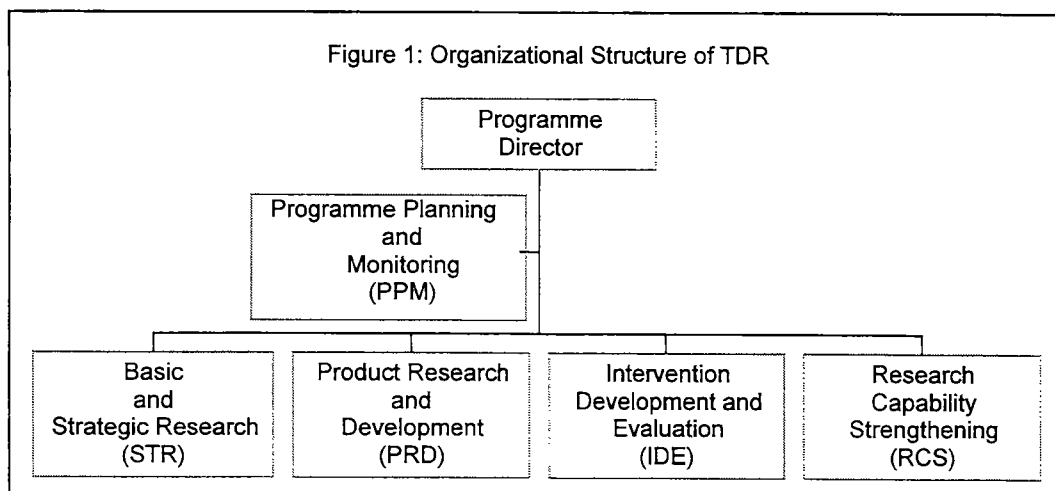 Figure 1: Organizational Structure of TDR
Programme
Director
Programme Planning
and
Monitoring
(PPM)
Basic
and
Strategic Research
(STR)
Product Research
and
Development
(PRD)
Intervention
Development and
Evaluation
(IDE)
Research
Capability
Strengthening
(RCS)